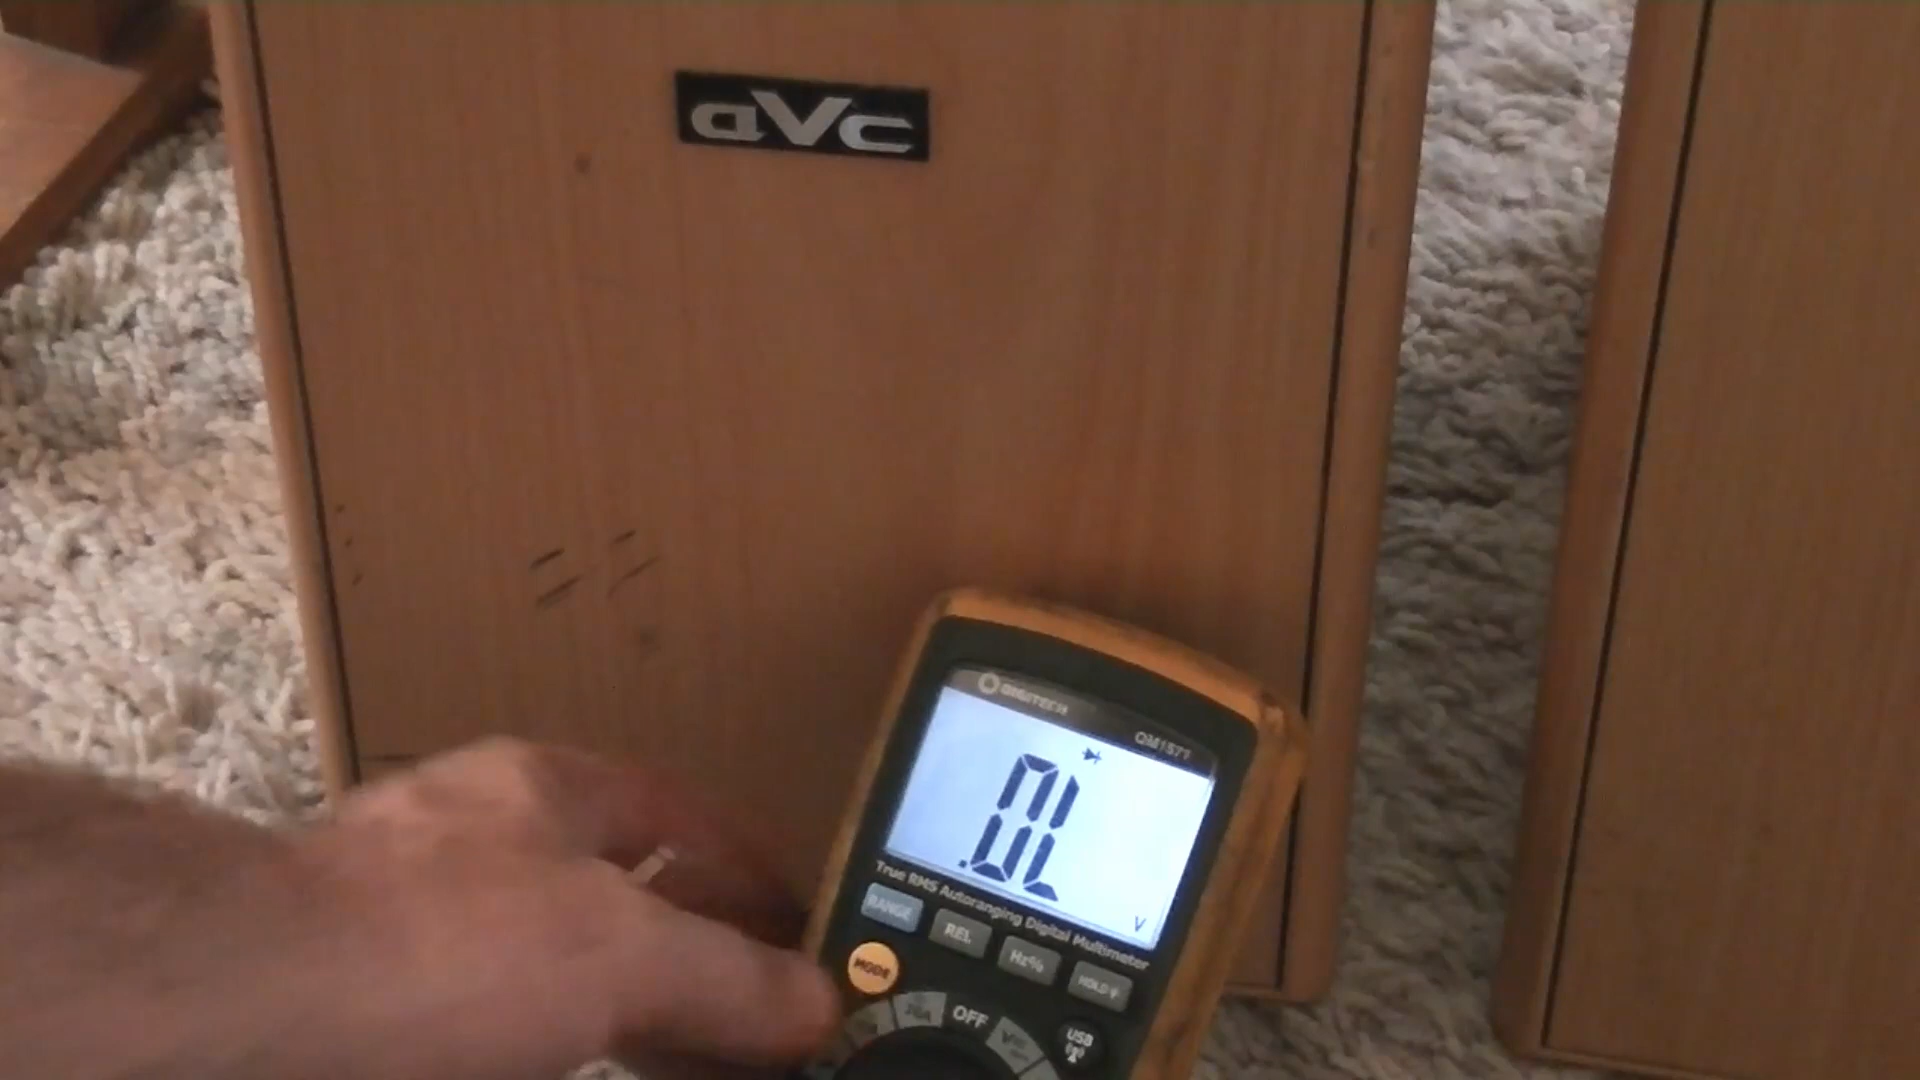 avc
DIGITECH
QM1571
.0L
V
True RMS Autoranging Digital Multimeter
RANGE
REL
Hz%
HOLD
MODE
OFF
USB